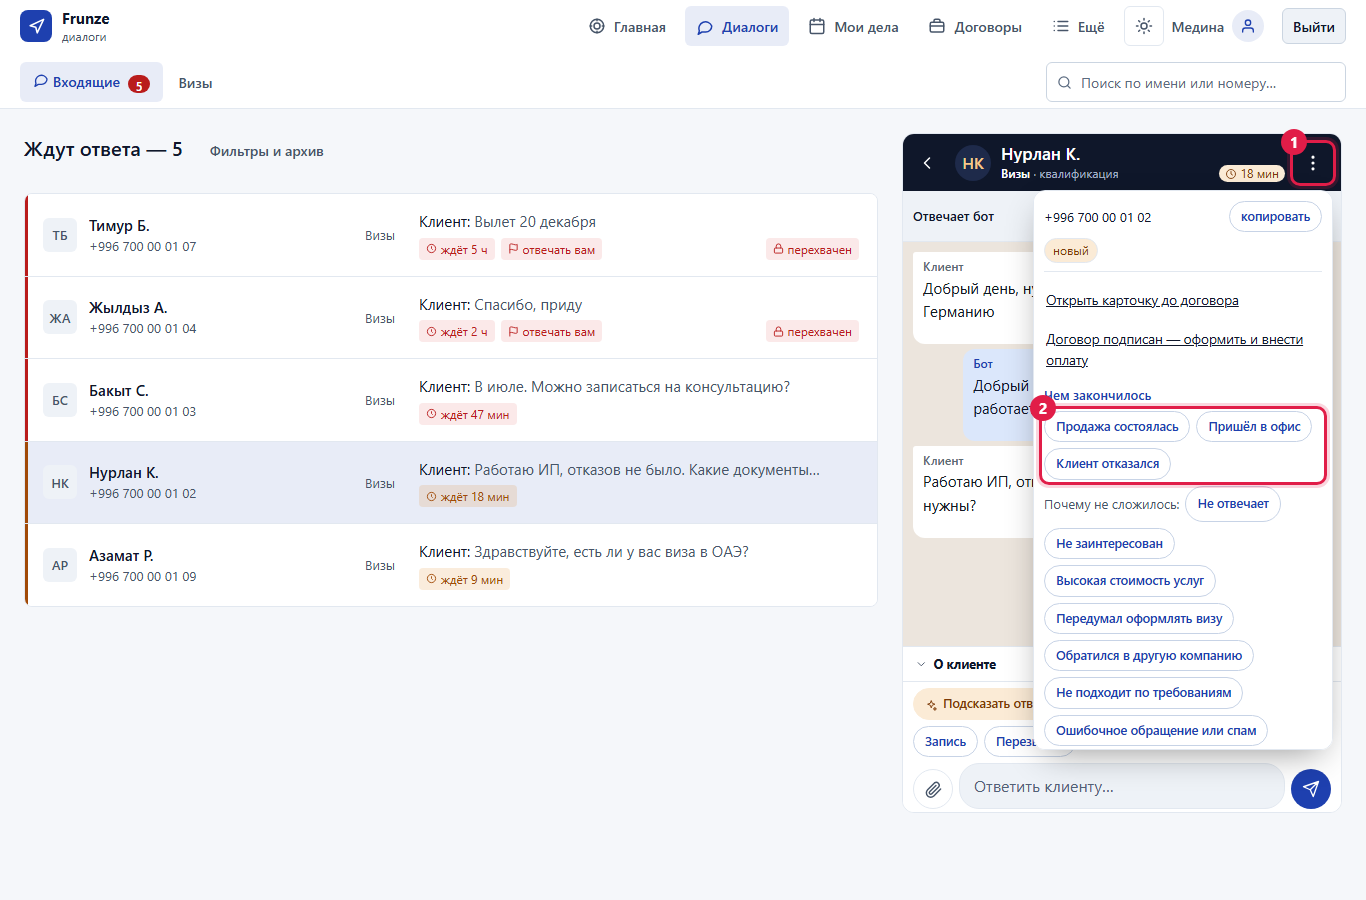 Frunze
диалоги
Главная
Диалоги
Мои дела
Договоры
Ещё
Медина
Выйти
Входящие 5
Визы
Поиск по имени или номеру...
Ждут ответа — 5
Фильтры и архив
ТБ
Тимур Б.
+996 700 00 01 07
Визы
Клиент: Вылет 20 декабря
ждёт 5 ч
отвечать вам
перехвачен
ЖА
Жылдыз А.
+996 700 00 01 04
Визы
Клиент: Спасибо, приду
ждёт 2 ч
отвечать вам
перехвачен
БС
Бакыт С.
+996 700 00 01 03
Визы
Клиент: В июле. Можно записаться на консультацию?
ждёт 47 мин
НК
Нурлан К.
+996 700 00 01 02
Визы
Клиент: Работаю ИП, отказов не было. Какие документы...
ждёт 18 мин
АР
Азамат Р.
+996 700 00 01 09
Визы
Клиент: Здравствуйте, есть ли у вас виза в ОАЭ?
ждёт 9 мин
НК
Нурлан К.
Визы · квалификация
18 мин
1
Отвечает бот
Клиент
Добрый день,
Германию
Бот
Добрый
работает
Клиент
Работаю ИП,
нужны?
О клиенте
Подсказать
Запись
Ответить клиенту...
+996 700 00 01 02
копировать
новый
Открыть карточку до договора
Договор подписан — оформить и внести
оплату
Чем закончилось
2
Продажа состоялась
Пришёл в офис
Клиент отказался
Почему не сложилось:
Не отвечает
Не заинтересован
Высокая стоимость услуг
Передумал оформлять визу
Обратился в другую компанию
Не подходит по требованиям
Ошибочное обращение или спам